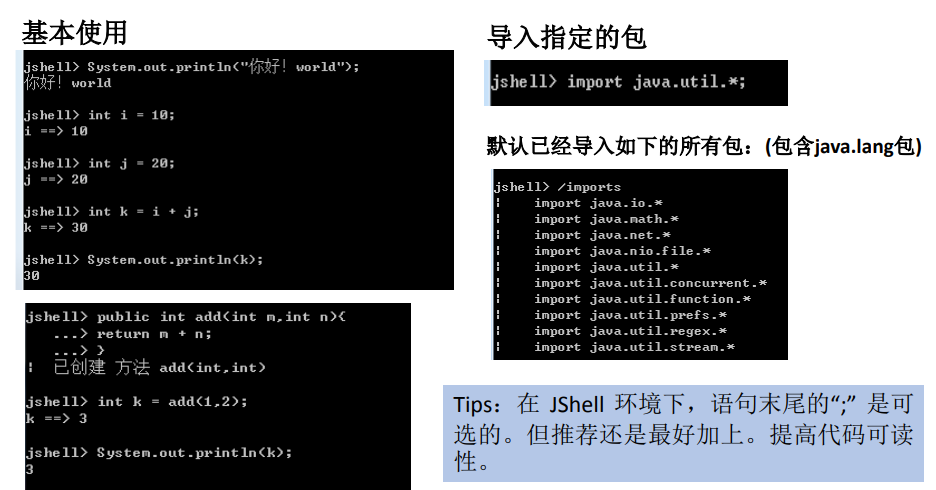 基本使用
jshell> System.out.println("你好！world");
你好！world
jshell> int i = 10;
i ==> 10
jshell> int j = 20;
j ==> 20
jshell> int k = i + j;
k ==> 30
jshell> System.out.println(k);
30
jshell> public int add(int m,int n){
...> return m + n;
...> }
|  已创建 方法 add(int,int)
jshell> int k = add(1,2);
k ==> 3
jshell> System.out.println(k);
3
导入指定的包
jshell> import java.util.*;
默认已经导入如下的所有包：(包含java.lang包)
jshell> /imports
|    import java.io.*
|    import java.math.*
|    import java.net.*
|    import java.nio.file.*
|    import java.util.*
|    import java.util.concurrent.*
|    import java.util.function.*
|    import java.util.prefs.*
|    import java.util.regex.*
|    import java.util.stream.*
Tips：在 JShell 环境下，语句末尾的“;” 是可
选的。但推荐还是最好加上。提高代码可读
性。